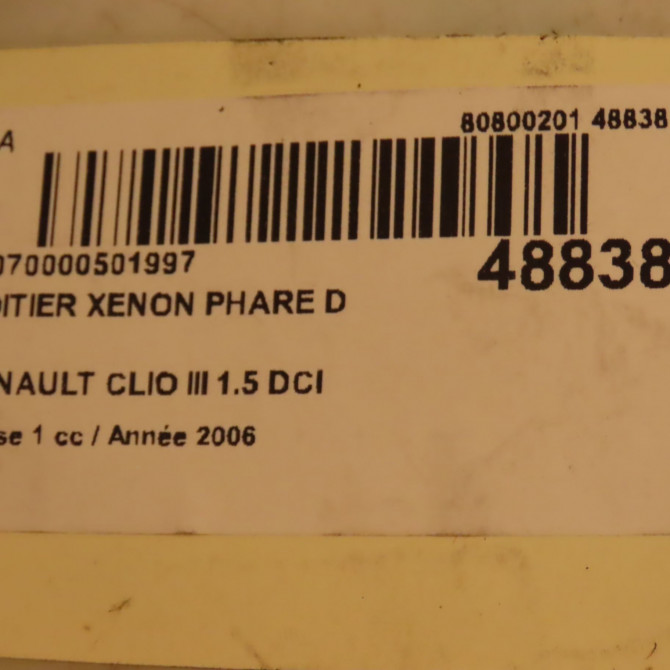 A
80800201 48838
070000501997
48838
OITIER XENON PHARE D
NAULT CLIO III 1.5 DCI
se 1 cc / Année 2006